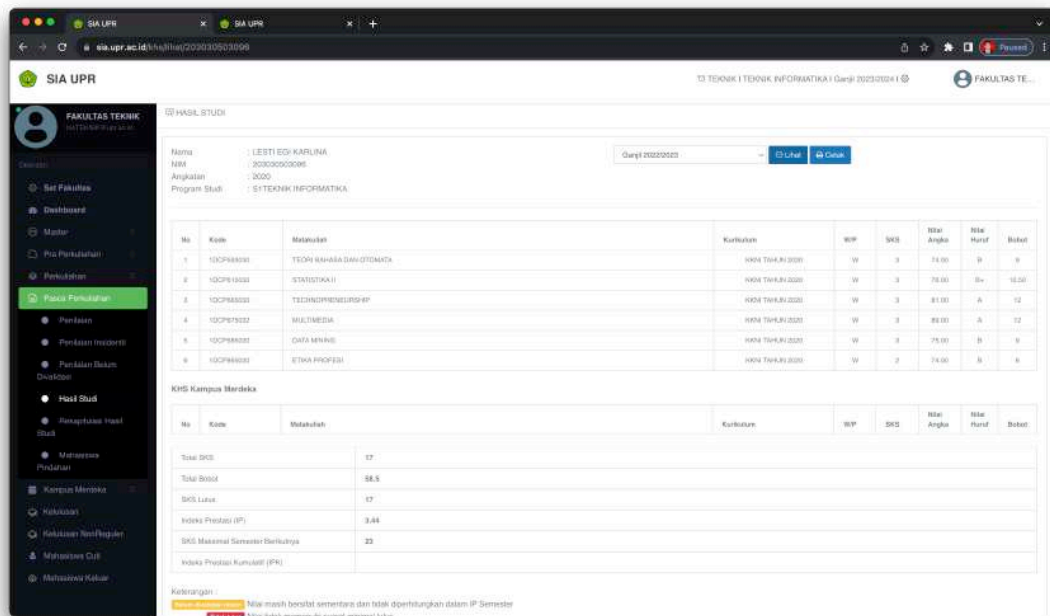 SIA UPR
SIA UPR
sia.upr.ac.id/khs/lihat/203030503096
Paused
SIA UPR
TEKNIK | TEKNIK INFORMATIKA | Ganjil 2023/2024 |
FAKULTAS TE...
FAKULTAS TEKNIK
HASIL STUDI
Nama : LESTI EGI KARLINA
NIM : 203030503096
Angkatan : 2020
Program Studi : S1 TEKNIK INFORMATIKA
Ganjil 2022/2023
Lihat
Cetak
Set Fakultas
Dashboard
Master
Pra Perkuliahan
Perkuliahan
Pasca Perkuliahan
Penilaian
Penilaian Insidentil
Penilaian Belum
Divalidasi
Hasil Studi
Rekapitulasi Hasil
Studi
Mahasiswa
Pindahan
Kampus Merdeka
Kelulusan
Kelulusan NonReguler
Mahasiswa Cuti
Mahasiswa Keluar
No Kode Matakuliah Kurikulum W/P SKS Nilai Angka Nilai Huruf Bobot
1 TEORI BAHASA DAN OTOMATA KKNI TAHUN 2020 W 3 74.00 B 9
2 STATISTIKA II KKNI TAHUN 2020 W 3 78.00 B+ 10.50
3 TECHNOPRENEURSHIP KKNI TAHUN 2020 W 3 81.00 A 12
4 MULTIMEDIA KKNI TAHUN 2020 W 3 89.00 A 12
5 DATA MINING KKNI TAHUN 2020 W 3 75.00 B 9
6 ETIKA PROFESI KKNI TAHUN 2020 W 2 74.00 B 6
KHS Kampus Merdeka
No Kode Matakuliah Kurikulum W/P SKS Nilai Angka Nilai Huruf Bobot
Total SKS 17
Total Bobot 58.5
SKS Lulus 17
Indeks Prestasi (IP) 3.44
SKS Maksimal Semester Berikutnya 23
Indeks Prestasi Kumulatif (IPK)
Keterangan :
Nilai masih bersifat sementara dan tidak diperhitungkan dalam IP Semester